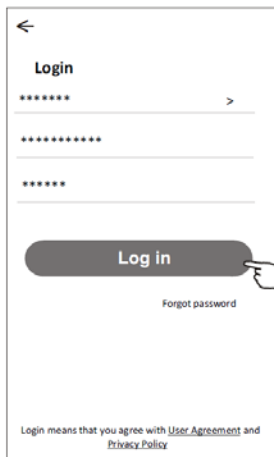 Login
******* >
***********
******
Log in
Forgot password
Login means that you agree with User Agreement and
Privacy Policy